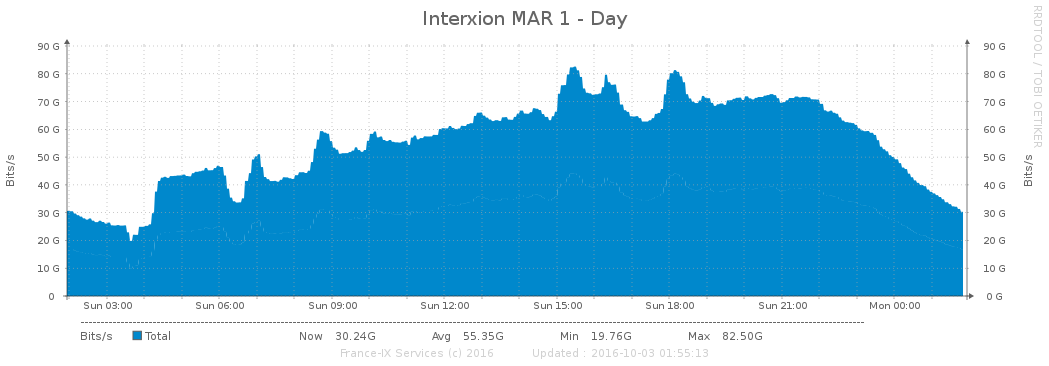 Interxion MAR 1 - Day
RRDTOOL / TOBI OETIKER
Bits/s
90 G 90 G
80 G 80 G
70 G 70 G
60 G 60 G
50 G 50 G
40 G 40 G
30 G 30 G
20 G 20 G
10 G 10 G
0 0 G
Bits/s
Sun 03:00 Sun 06:00 Sun 09:00 Sun 12:00 Sun 15:00 Sun 18:00 Sun 21:00 Mon 00:00
Bits/s Total Now 30.24G Avg 55.35G Min 19.76G Max 82.50G
France-IX Services (c) 2016 Updated : 2016-10-03 01:55:13